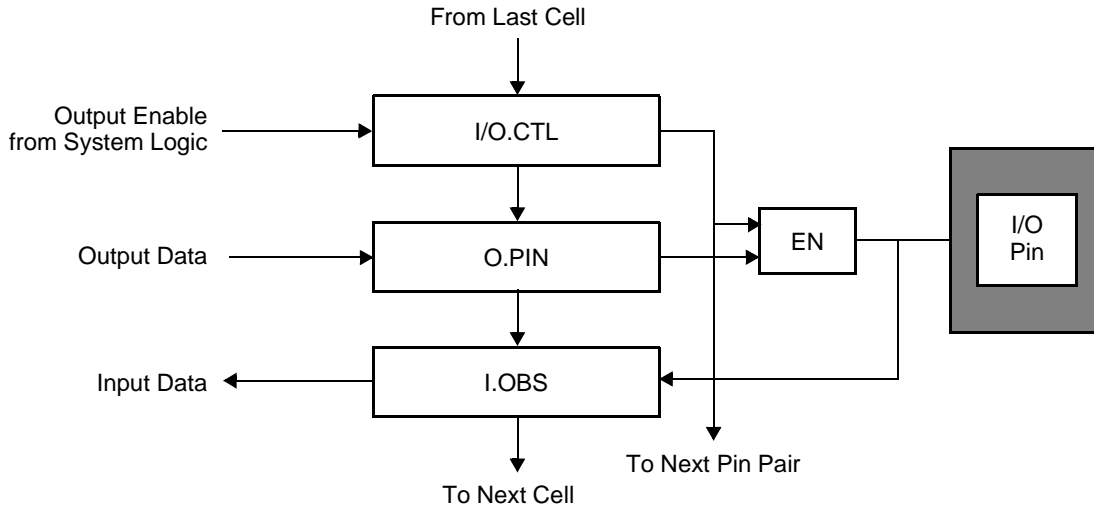 From Last Cell
Output Enable
from System Logic
I/O.CTL
I/O
Pin
EN
Output Data
O.PIN
Input Data
I.OBS
To Next Pin Pair
To Next Cell